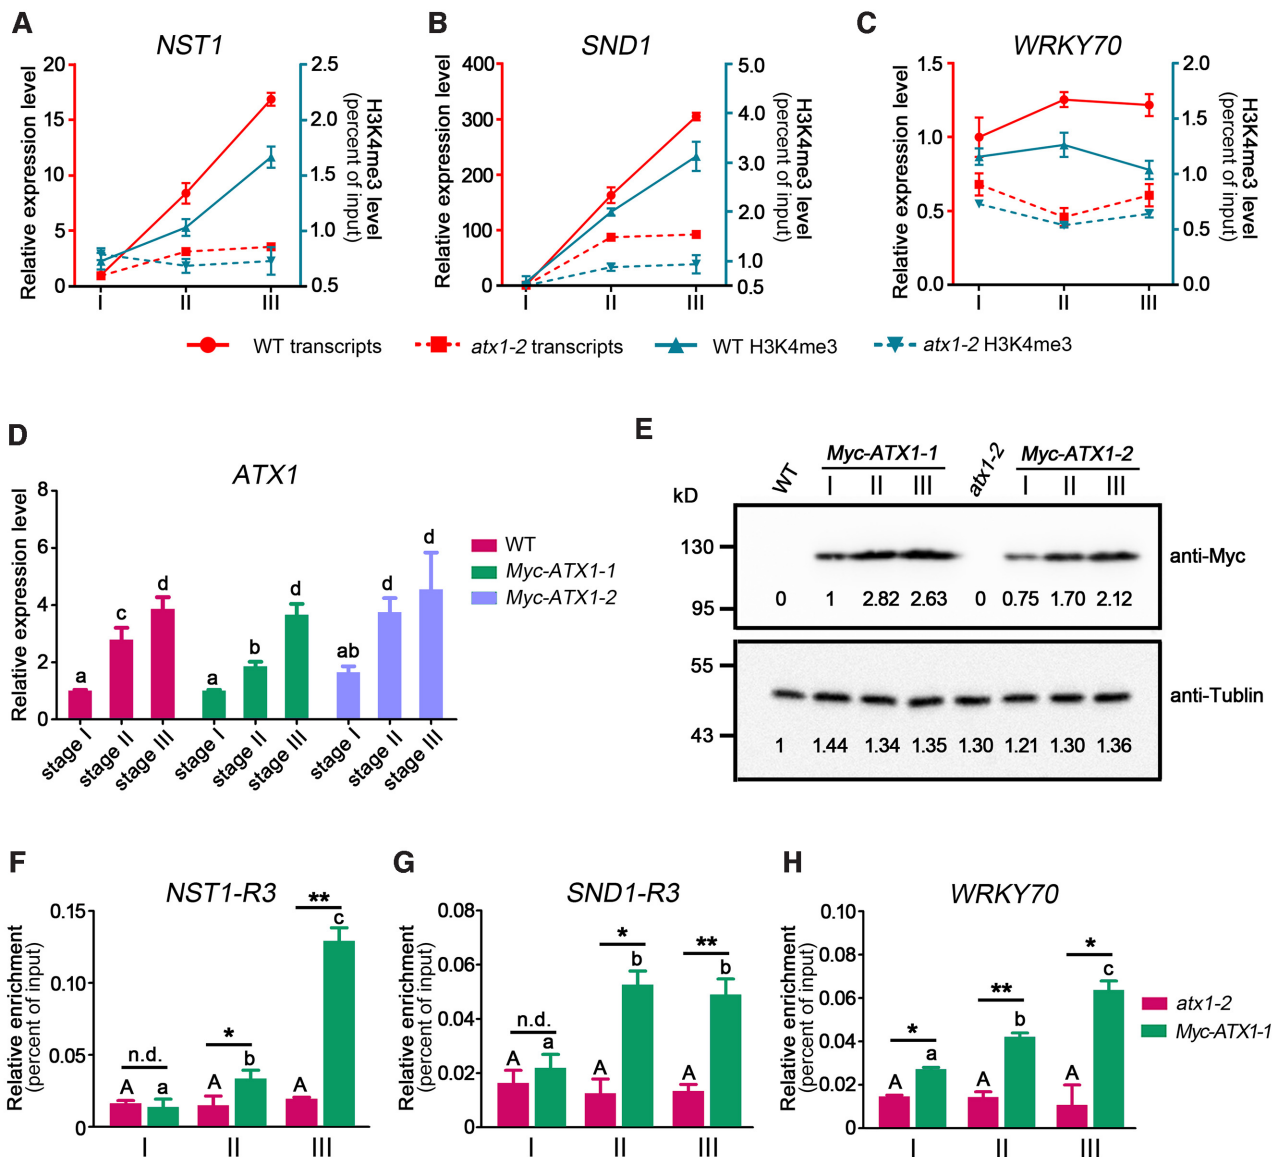 A
NST1
Relative expression level
20
15
10
5
0
2.5
2.0
1.5
1.0
0.5
H3K4me3 level
(percent of input)
I II III
B
SND1
Relative expression level
400
300
200
100
0
5.0
4.0
3.0
2.0
1.0
0.5
H3K4me3 level
(percent of input)
I II III
C
WRKY70
Relative expression level
1.5
1.0
0.5
0.0
2.0
1.5
1.0
0.5
0.0
H3K4me3 level
(percent of input)
I II III
WT transcripts atx1-2 transcripts WT H3K4me3 atx1-2 H3K4me3
D
ATX1
Relative expression level
8
6
4
2
0
a c d a b d ab d d
stage I stage II stage III stage I stage II stage III stage I stage II stage III
WT
Myc-ATX1-1
Myc-ATX1-2
E
kD
WT Myc-ATX1-1 atx1-2 Myc-ATX1-2
I II III I II III
130
95
anti-Myc
0 1 2.82 2.63 0 0.75 1.70 2.12
55
43
anti-Tublin
1 1.44 1.34 1.35 1.30 1.21 1.30 1.36
F
NST1-R3
Relative enrichment
(percent of input)
0.15
0.10
0.05
0
n.d. * **
A a A b A c
I II III
G
SND1-R3
Relative enrichment
(percent of input)
0.08
0.06
0.04
0.02
0
n.d. * **
A a A b A b
I II III
H
WRKY70
Relative enrichment
(percent of input)
0.10
0.08
0.06
0.04
0.02
0
* ** *
A a A b A c
I II III
atx1-2
Myc-ATX1-1